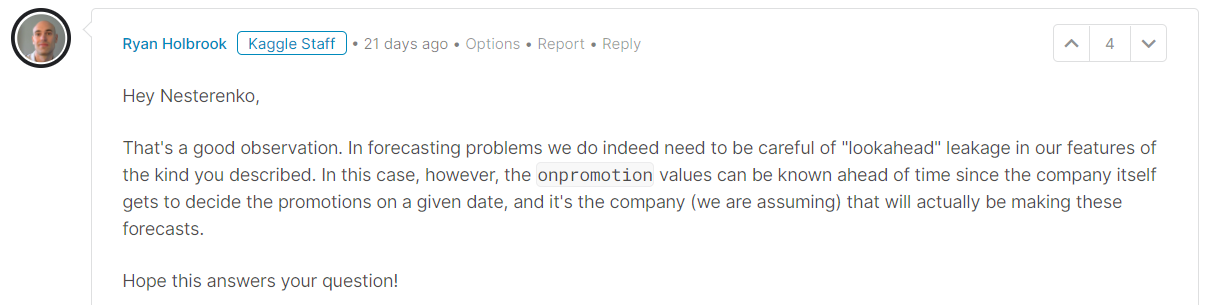 Ryan Holbrook Kaggle Staff • 21 days ago • Options • Report • Reply 4
Hey Nesterenko,
That's a good observation. In forecasting problems we do indeed need to be careful of "lookahead" leakage in our features of
the kind you described. In this case, however, the onpromotion values can be known ahead of time since the company itself
gets to decide the promotions on a given date, and it's the company (we are assuming) that will actually be making these
forecasts.
Hope this answers your question!